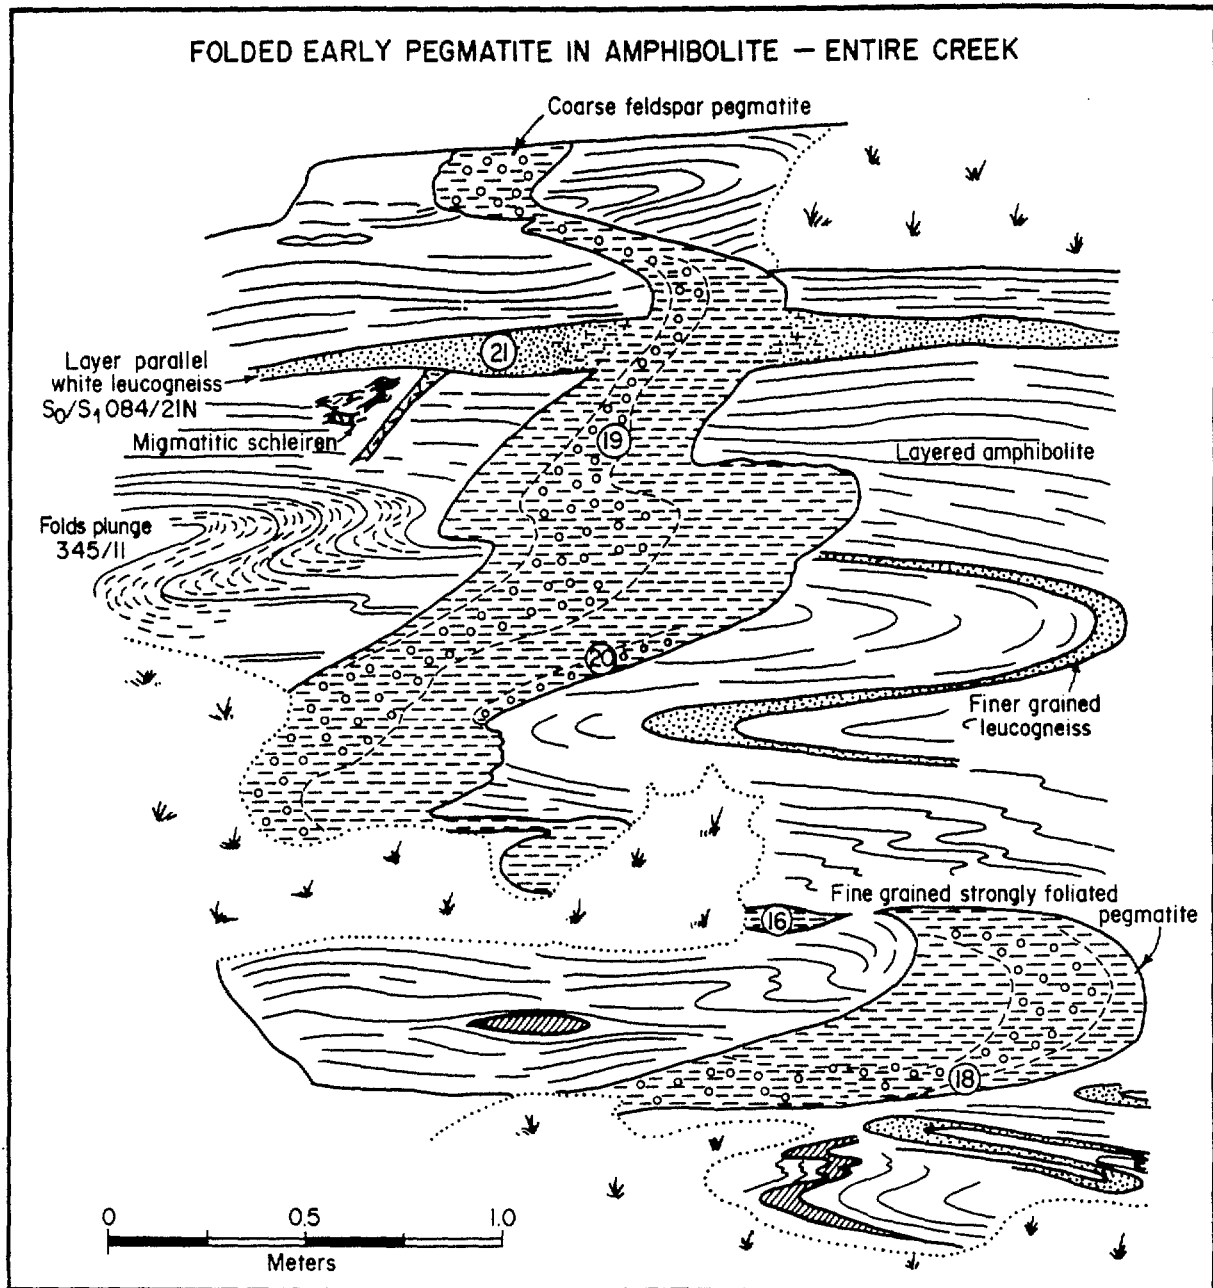 FOLDED EARLY PEGMATITE IN AMPHIBOLITE — ENTIRE CREEK
Coarse feldspar pegmatite
21
Layer parallel
white leucogneiss
S0/S1 084/21N
Migmatitic schleiren
19
Layered amphibolite
Folds plunge
345/11
20
Finer grained
leucogneiss
Fine grained strongly foliated
pegmatite
16
18
0 0.5 1.0
Meters